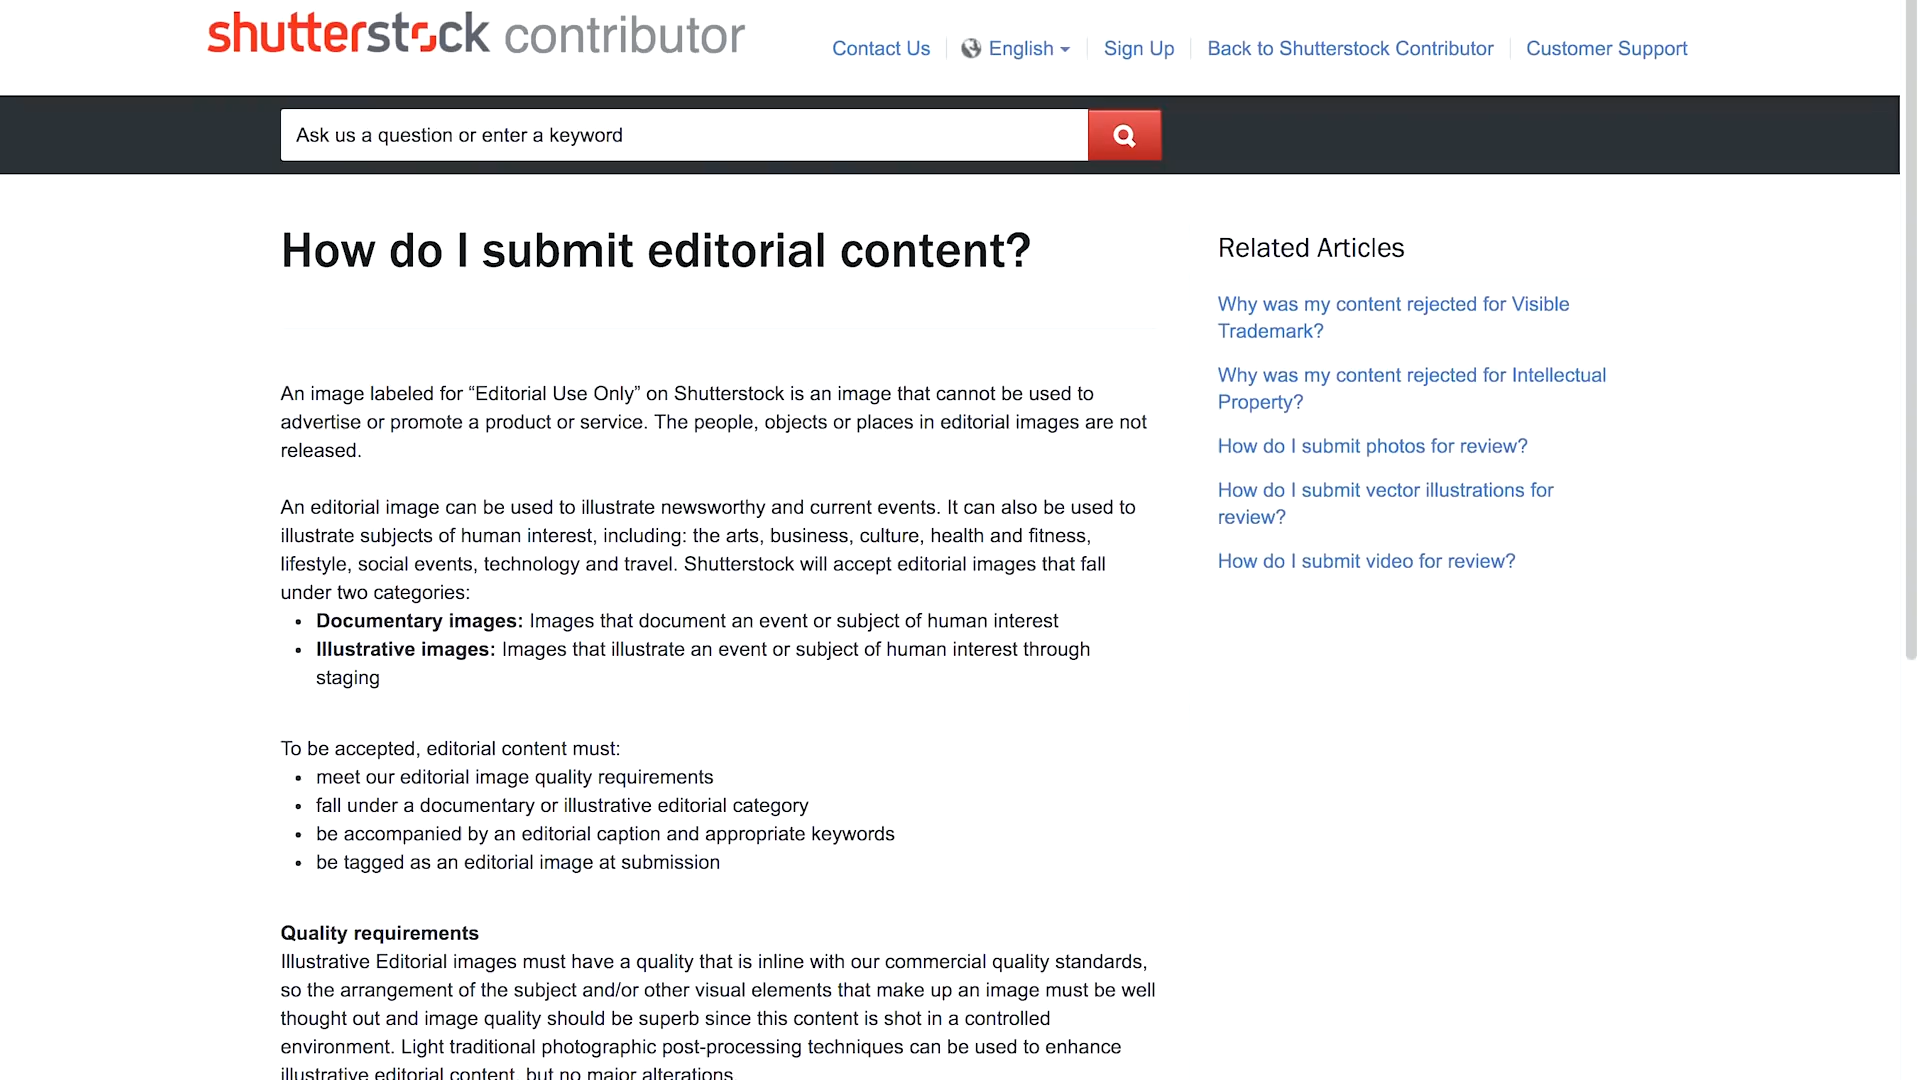 shutterstock contributor
Contact Us
English
Sign Up
Back to Shutterstock Contributor
Customer Support
Ask us a question or enter a keyword
How do I submit editorial content?
An image labeled for “Editorial Use Only” on Shutterstock is an image that cannot be used to
advertise or promote a product or service. The people, objects or places in editorial images are not
released.
An editorial image can be used to illustrate newsworthy and current events. It can also be used to
illustrate subjects of human interest, including: the arts, business, culture, health and fitness,
lifestyle, social events, technology and travel. Shutterstock will accept editorial images that fall
under two categories:
• Documentary images: Images that document an event or subject of human interest
• Illustrative images: Images that illustrate an event or subject of human interest through
staging
To be accepted, editorial content must:
• meet our editorial image quality requirements
• fall under a documentary or illustrative editorial category
• be accompanied by an editorial caption and appropriate keywords
• be tagged as an editorial image at submission
Quality requirements
Illustrative Editorial images must have a quality that is inline with our commercial quality standards,
so the arrangement of the subject and/or other visual elements that make up an image must be well
thought out and image quality should be superb since this content is shot in a controlled
environment. Light traditional photographic post-processing techniques can be used to enhance
illustrative editorial content, but no major alterations.
Related Articles
Why was my content rejected for Visible
Trademark?
Why was my content rejected for Intellectual
Property?
How do I submit photos for review?
How do I submit vector illustrations for
review?
How do I submit video for review?